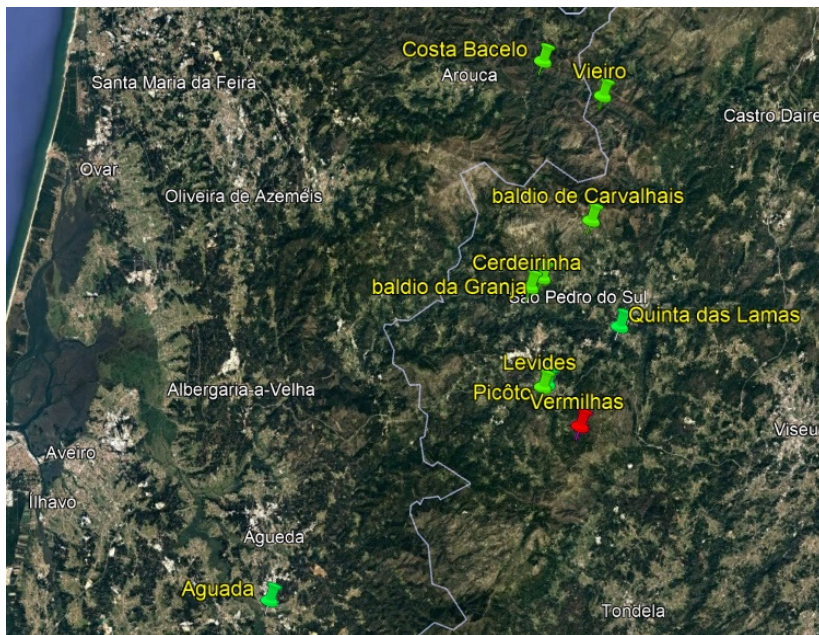 Costa Bacelo
Arouca
Vieiro
Santa Maria da Feira
Castro Daire
Ovar
Oliveira de Azeméis
baldio de Carvalhais
Cerdeirinha
baldio da Granja
São Pedro do Sul
Quinta das Lamas
Levides
Albergaria-a-Velha
Picôto
Vermilhas
Viseu
Aveiro
Ílhavo
Águeda
Aguada
Tondela